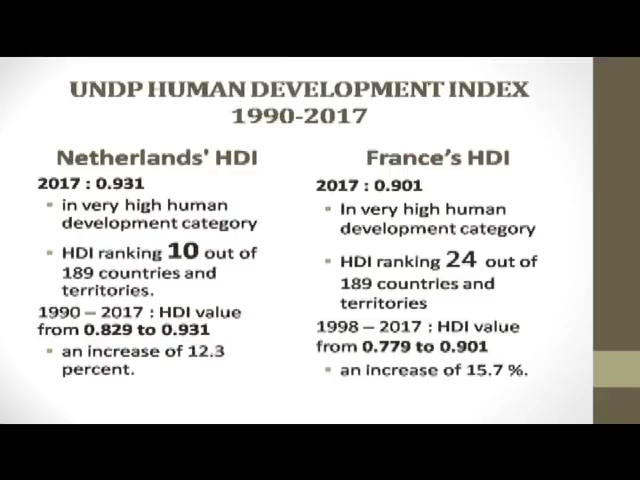 UNDP HUMAN DEVELOPMENT INDEX
1990-2017
Netherlands' HDI
2017 : 0.931
in very high human
development category
HDI ranking 10 out of
189 countries and
territories.
1990 – 2017 : HDI value
from 0.829 to 0.931
an increase of 12.3
percent.
France's HDI
2017 : 0.901
In very high human
development category
HDI ranking 24 out of
189 countries and
territories
1998 – 2017 : HDI value
from 0.779 to 0.901
an increase of 15.7 %.